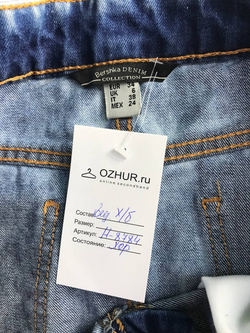 Bershka DENIM
COLLECTION
EUR 34
UK 6
IT 38
MEX 24
OZHUR.ru
online secondhand
Состав: х/б
Размер:
Артикул:
Состояние: хор